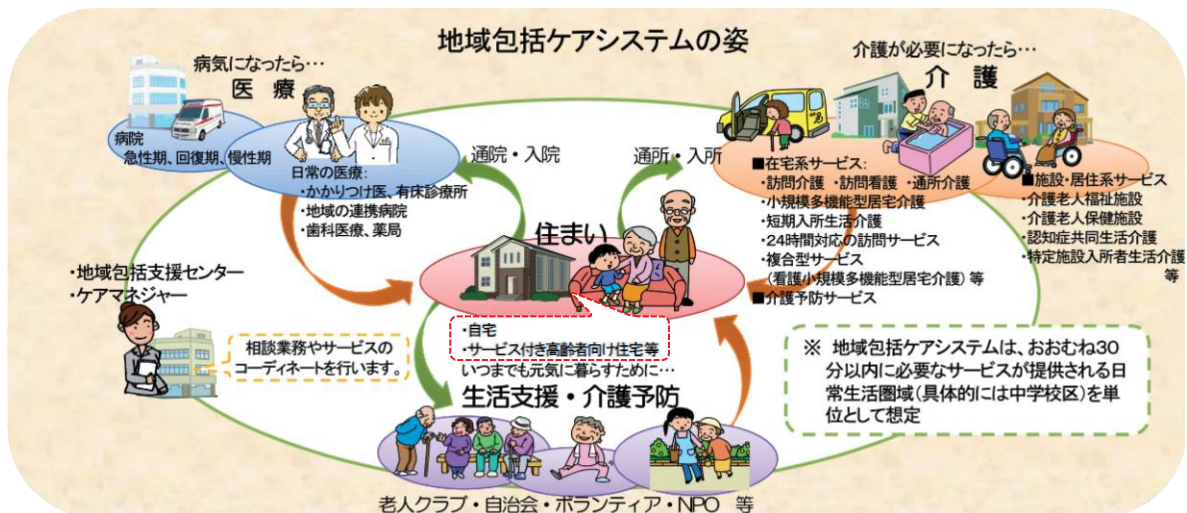 地域包括ケアシステムの姿
病気になったら…
医 療
病院
急性期、回復期、慢性期
日常の医療:
・かかりつけ医、有床診療所
・地域の連携病院
・歯科医療、薬局
通院・入院
通所・入所
介護が必要になったら…
介 護
■在宅系サービス:
・訪問介護 ・訪問看護 ・通所介護
・小規模多機能型居宅介護
・短期入所生活介護
・24時間対応の訪問サービス
・複合型サービス
(看護小規模多機能型居宅介護)等
■介護予防サービス
■施設・居住系サービス
・介護老人福祉施設
・介護老人保健施設
・認知症共同生活介護
・特定施設入所者生活介護
等
住まい
・自宅
・サービス付き高齢者向け住宅等
・地域包括支援センター
・ケアマネジャー
相談業務やサービスの
コーディネートを行います。
いつまでも元気に暮らすために…
生活支援・介護予防
老人クラブ・自治会・ボランティア・NPO 等
※ 地域包括ケアシステムは、おおむね30
分以内に必要なサービスが提供される日
常生活圏域(具体的には中学校区)を単
位として想定